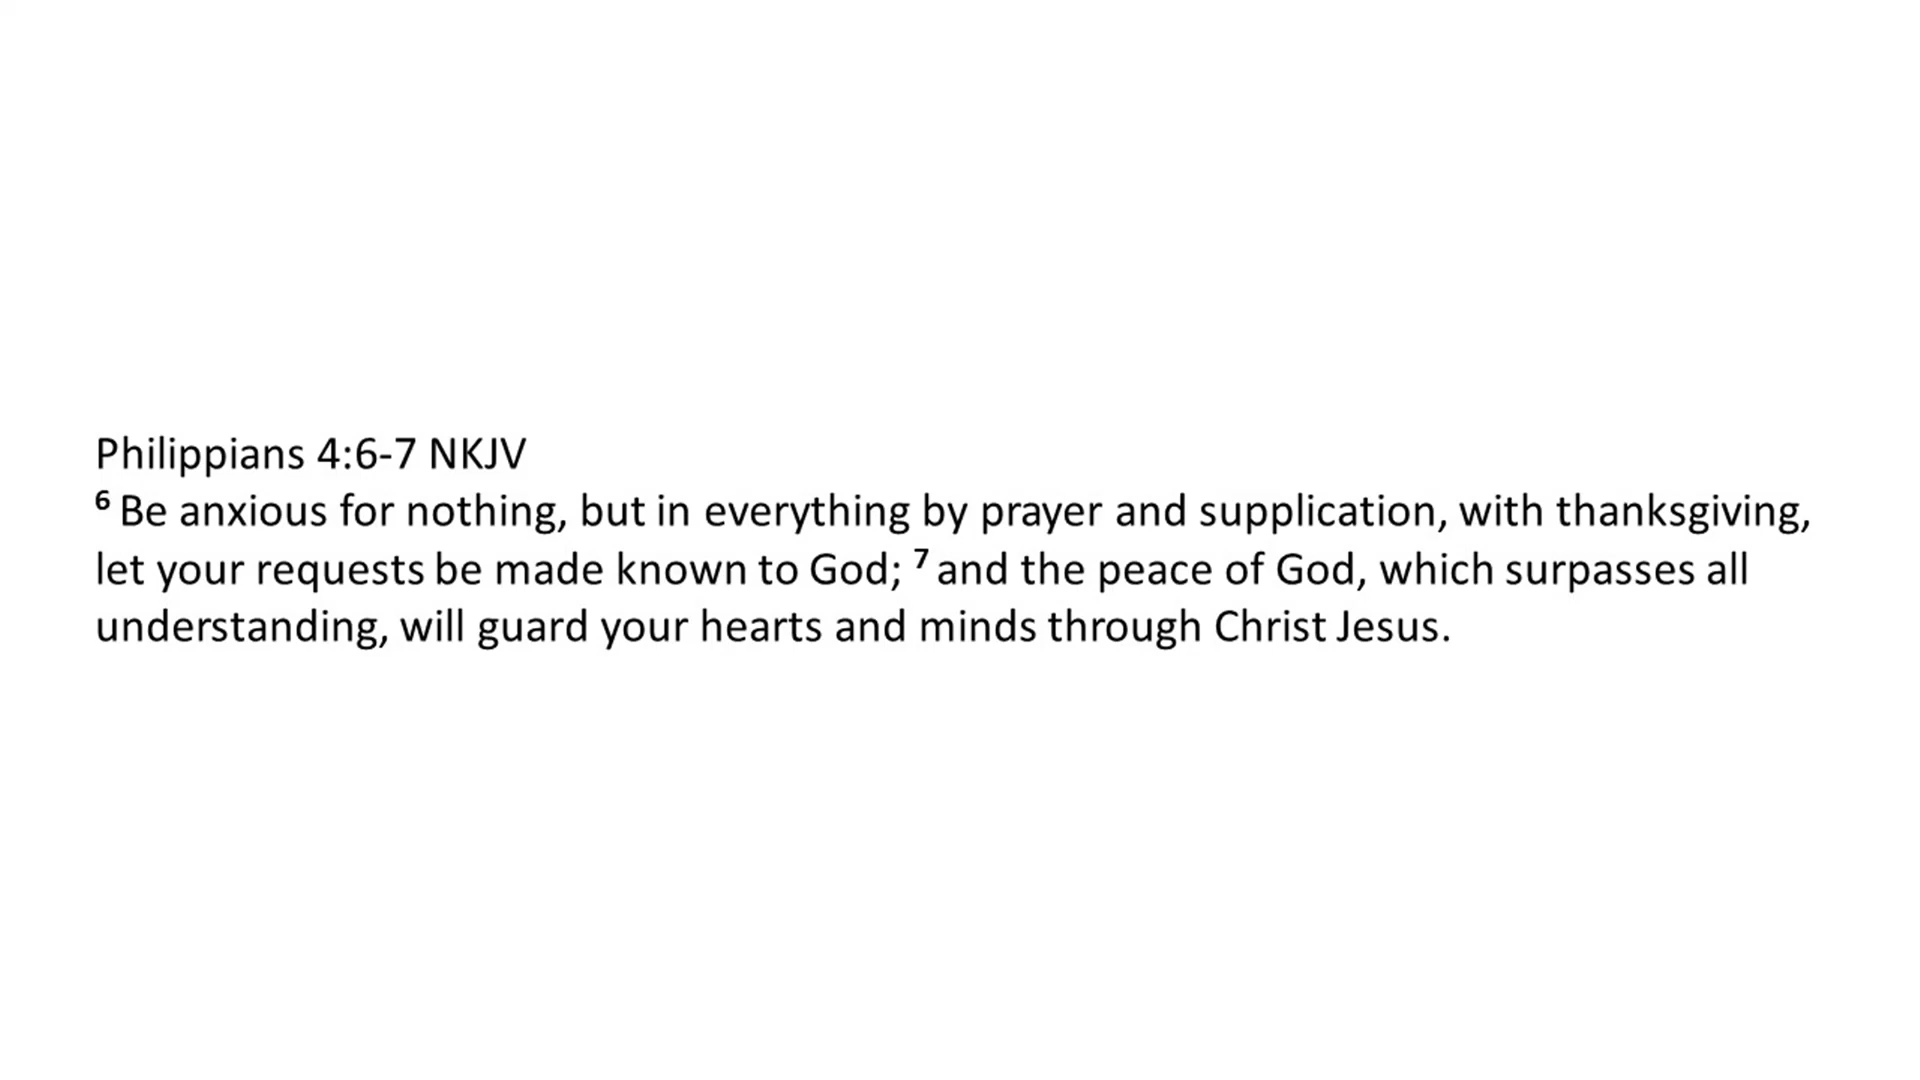 Philippians 4:6-7 NKJV
⁶ Be anxious for nothing, but in everything by prayer and supplication, with thanksgiving,
let your requests be made known to God; ⁷ and the peace of God, which surpasses all
understanding, will guard your hearts and minds through Christ Jesus.